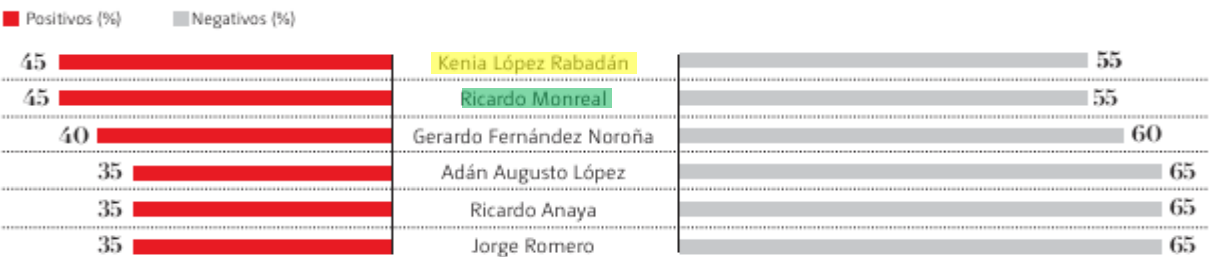 Positivos (%) Negativos (%)
45 Kenia López Rabadán 55
45 Ricardo Monreal 55
40 Gerardo Fernández Noroña 60
35 Adán Augusto López 65
35 Ricardo Anaya 65
35 Jorge Romero 65